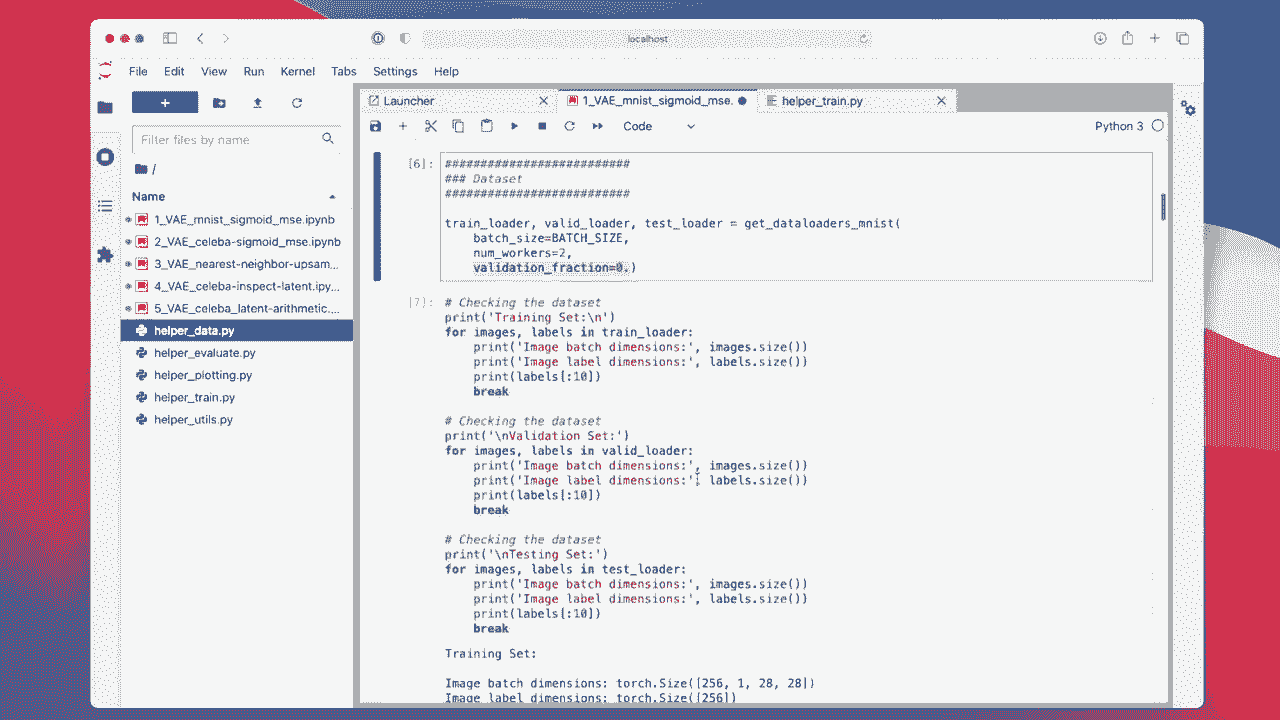 localhost
File Edit View Run Kernel Tabs Settings Help
+
Filter files by name
/
Name
1_VAE_mnist_sigmoid_mse.ipynb
2_VAE_celeba-sigmoid_mse.ipynb
3_VAE_nearest-neighbor-upsam...
4_VAE_celeba-inspect-latent.ipy...
5_VAE_celeba_latent-arithmetic....
helper_data.py
helper_evaluate.py
helper_plotting.py
helper_train.py
helper_utils.py
Launcher
1_VAE_mnist_sigmoid_mse.
helper_train.py
Code
Python 3
[6]:
##########################
### Dataset
##########################
train_loader, valid_loader, test_loader = get_dataloaders_mnist(
batch_size=BATCH_SIZE,
num_workers=2,
validation_fraction=0.)
[7]:
# Checking the dataset
print('Training Set:\n')
for images, labels in train_loader:
print('Image batch dimensions:', images.size())
print('Image label dimensions:', labels.size())
print(labels[:10])
break
# Checking the dataset
print('\nValidation Set:')
for images, labels in valid_loader:
print('Image batch dimensions:', images.size())
print('Image label dimensions:', labels.size())
print(labels[:10])
break
# Checking the dataset
print('\nTesting Set:')
for images, labels in test_loader:
print('Image batch dimensions:', images.size())
print('Image label dimensions:', labels.size())
print(labels[:10])
break
Training Set:
Image batch dimensions: torch.Size([256, 1, 28, 28])
Image label dimensions: torch.Size([256])